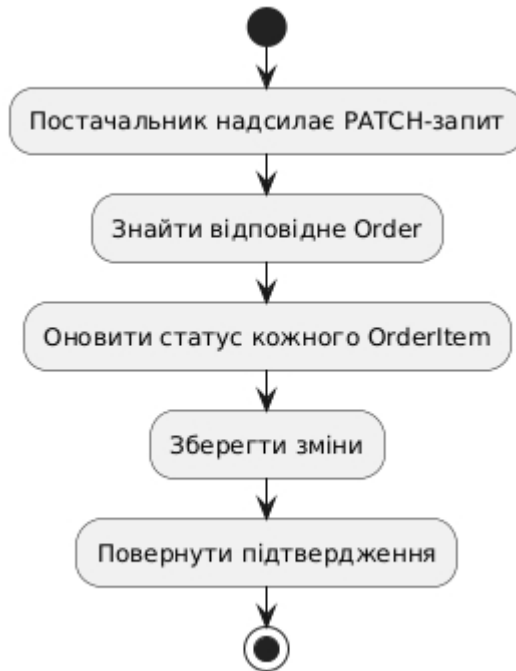 Постачальник надсилає PATCH-запит
Знайти відповідне Order
Оновити статус кожного OrderItem
Зберегти зміни
Повернути підтвердження